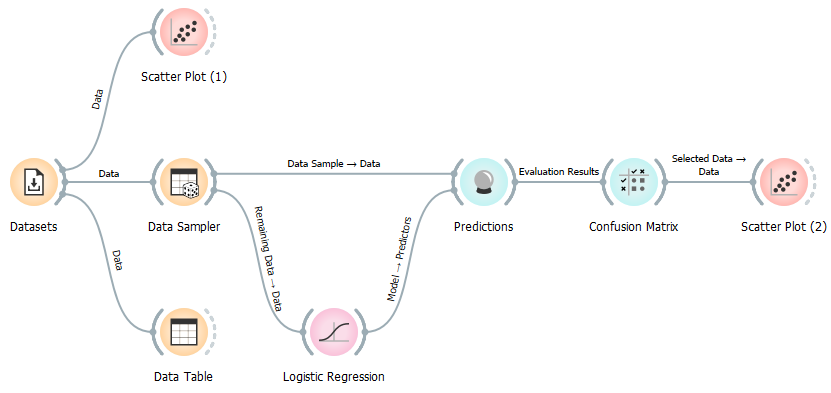 Scatter Plot (1)
Data
Data
Data
Datasets
Data Sampler
Data Sample → Data
Remaining Data → Data
Model → Predictors
Predictions
Evaluation Results
Confusion Matrix
Selected Data →
Data
Scatter Plot (2)
Data Table
Logistic Regression